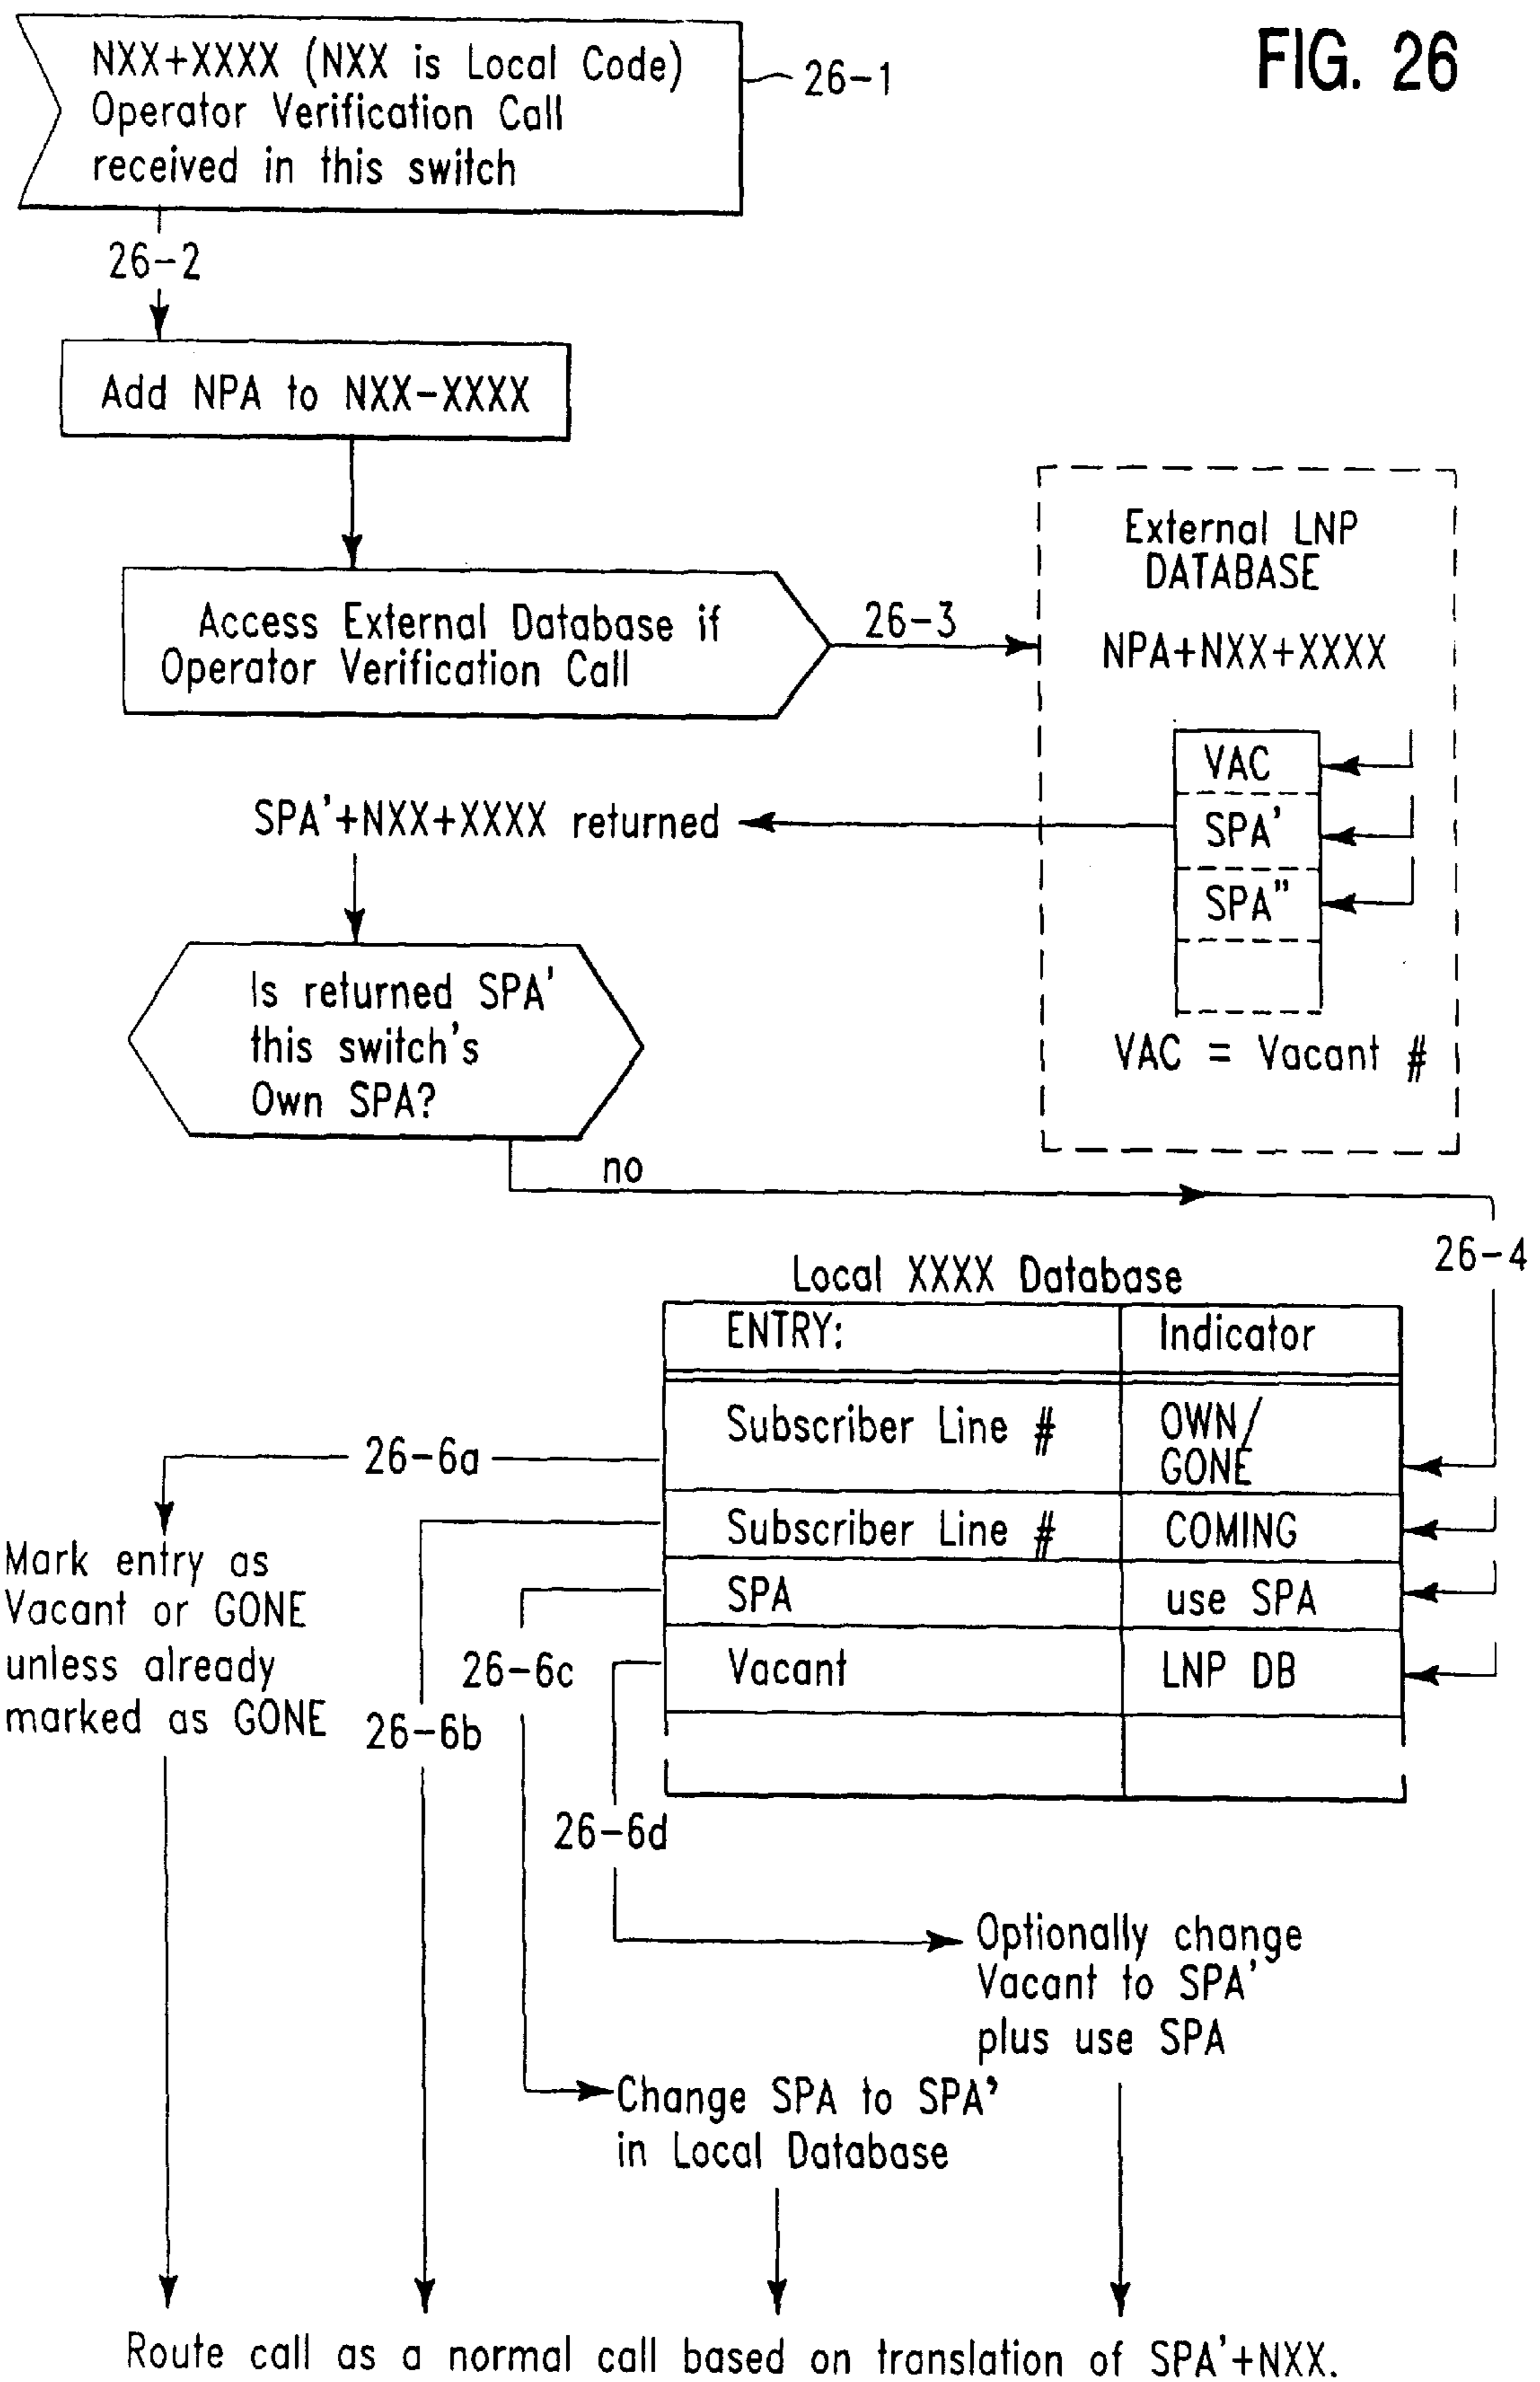 FIG. 26
NXX+XXXX (NXX is Local Code)
Operator Verification Call
received in this switch
26-1
26-2
Add NPA to NXX-XXXX
Access External Database if
Operator Verification Call
26-3
External LNP
DATABASE
NPA+NXX+XXXX
VAC
SPA'
SPA"
VAC = Vacant #
SPA'+NXX+XXXX returned
Is returned SPA'
this switch's
Own SPA?
no
26-4
Local XXXX Database
ENTRY: Indicator
Subscriber Line # OWN/
GONE
Subscriber Line # COMING
SPA use SPA
Vacant LNP DB
26-6a
Mark entry as
Vacant or GONE
unless already
marked as GONE
26-6b
26-6c
26-6d
Optionally change
Vacant to SPA'
plus use SPA
Change SPA to SPA'
in Local Database
Route call as a normal call based on translation of SPA'+NXX.